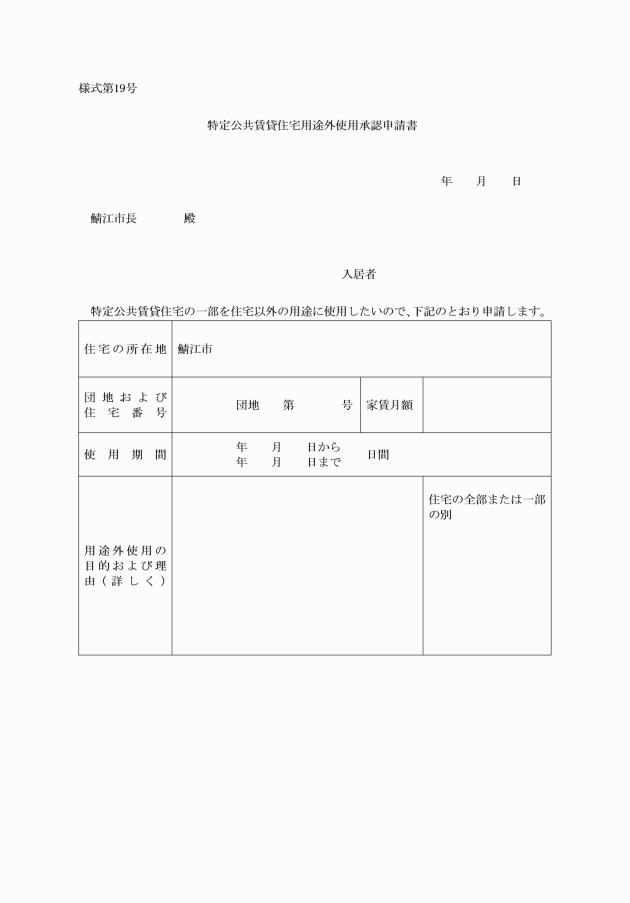 様式第19号
特定公共賃貸住宅用途外使用承認申請書
年　　月　　日
鯖江市長　　　　殿
入居者
特定公共賃貸住宅の一部を住宅以外の用途に使用したいので、下記のとおり申請します。
住宅の所在地　鯖江市
団地および
住宅番号
団地　　第　　　　号　家賃月額
使用期間
年　　月　　日から
年　　月　　日まで
日間
用途外使用の
目的および理
由（詳しく）
住宅の全部または一部
の別